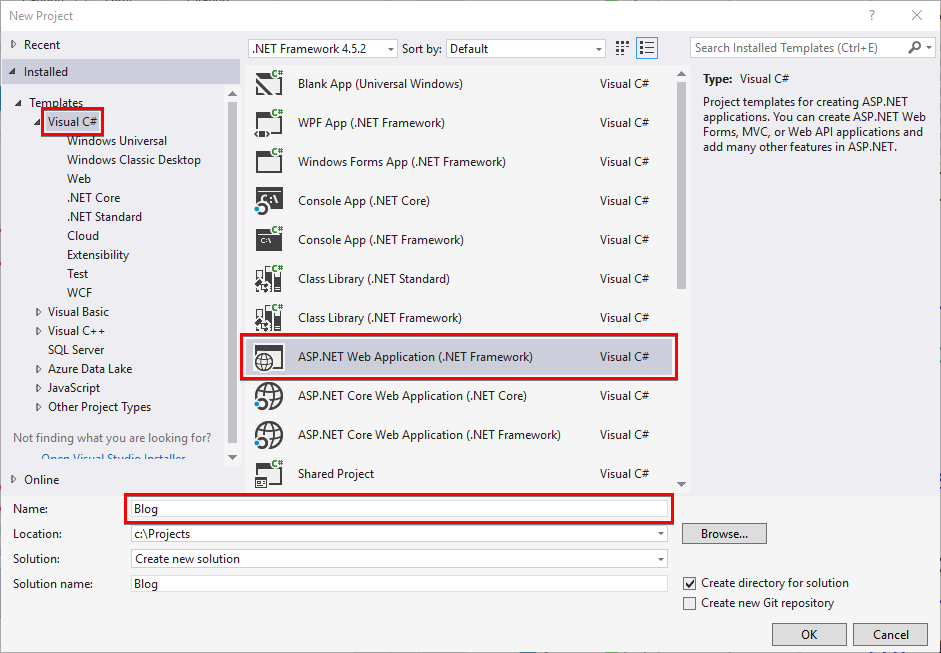 New Project
?
Recent
Installed
Templates
Visual C#
Windows Universal
Windows Classic Desktop
Web
.NET Core
.NET Standard
Cloud
Extensibility
Test
WCF
Visual Basic
Visual C++
SQL Server
Azure Data Lake
JavaScript
Other Project Types
Not finding what you are looking for?
Open Visual Studio Installer
Online
.NET Framework 4.5.2 Sort by: Default
Blank App (Universal Windows) Visual C#
WPF App (.NET Framework) Visual C#
Windows Forms App (.NET Framework) Visual C#
Console App (.NET Core) Visual C#
Console App (.NET Framework) Visual C#
Class Library (.NET Standard) Visual C#
Class Library (.NET Framework) Visual C#
ASP.NET Web Application (.NET Framework) Visual C#
ASP.NET Core Web Application (.NET Core) Visual C#
ASP.NET Core Web Application (.NET Framework) Visual C#
Shared Project Visual C#
Search Installed Templates (Ctrl+E)
Type: Visual C#
Project templates for creating ASP.NET
applications. You can create ASP.NET Web
Forms, MVC, or Web API applications and
add many other features in ASP.NET.
Name: Blog
Location: c:\Projects
Browse...
Solution: Create new solution
Solution name: Blog
Create directory for solution
Create new Git repository
OK
Cancel